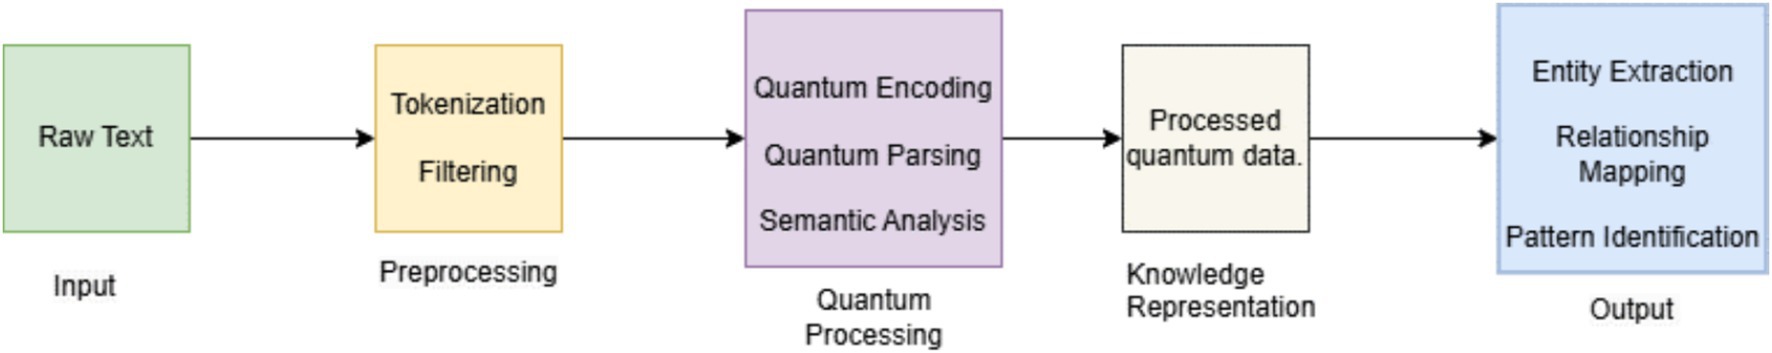 Raw Text
Input
Tokenization
Filtering
Preprocessing
Quantum Encoding
Quantum Parsing
Semantic Analysis
Quantum
Processing
Processed
quantum data.
Knowledge
Representation
Entity Extraction
Relationship
Mapping
Pattern Identification
Output